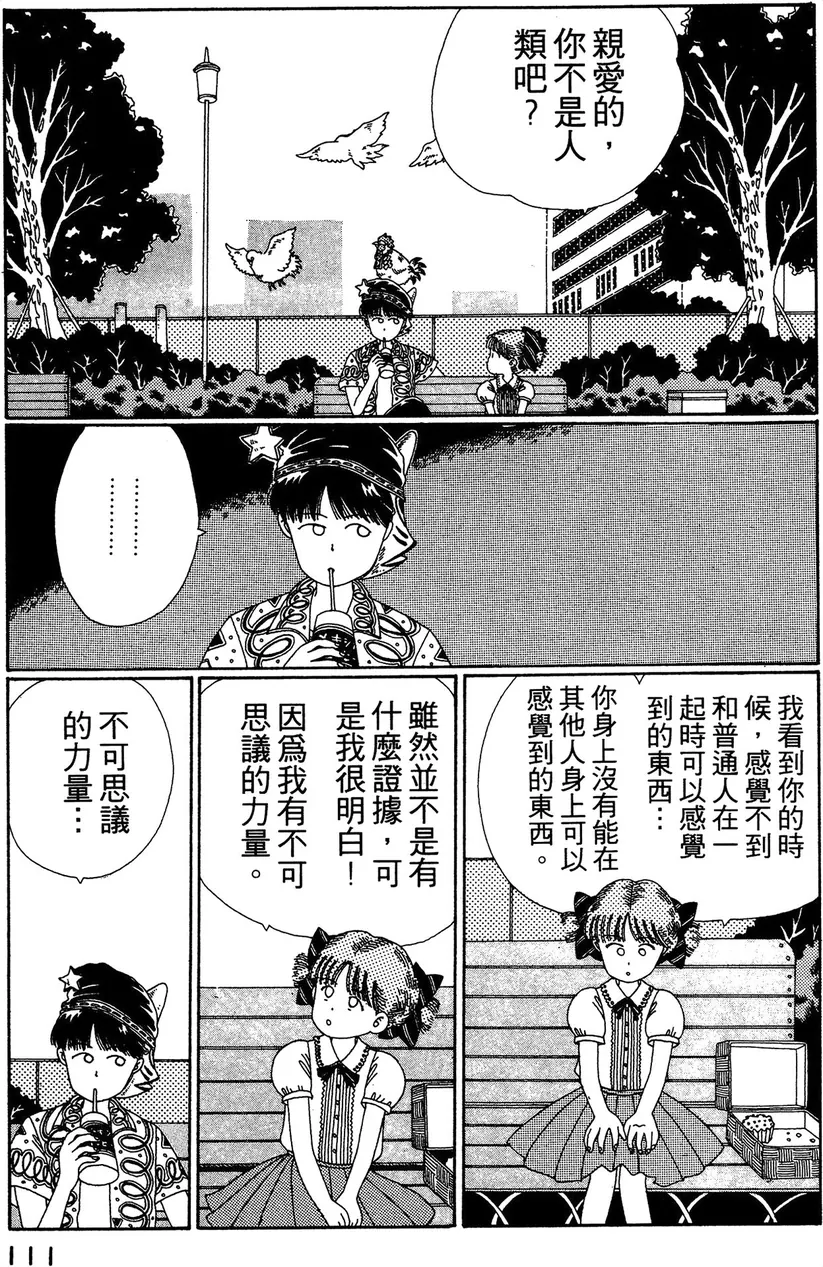 親愛的，
你不是人
類吧？
………
………
我看到你的時
候，感覺不到
和普通人在一
起時可以感覺
到的東西…
你身上沒有能在
其他人身上可以
感覺到的東西。
雖然並不是有
什麼證據，可
是我很明白！
因爲我有不可
思議的力量。
不可思議
的力量…
111